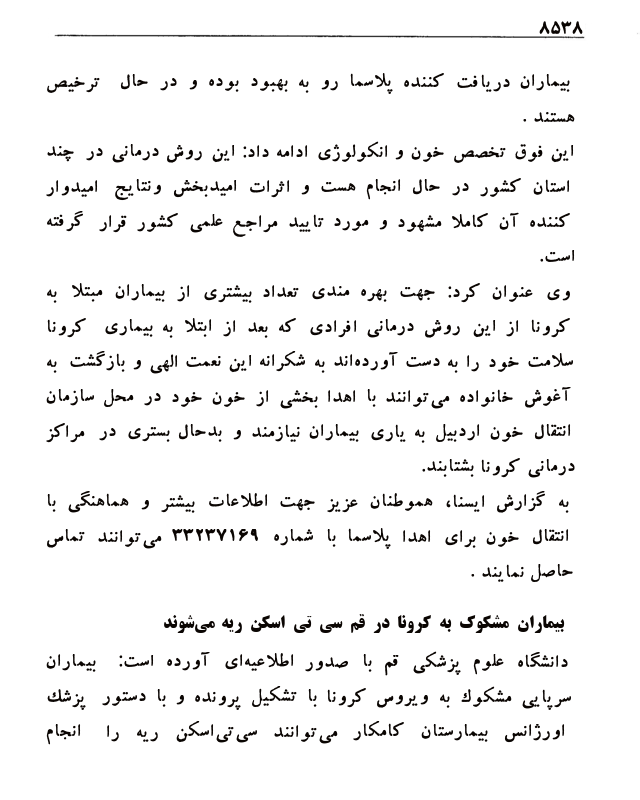 ۸۵۳۸
بیماران دریافت کننده پلاسما رو به بهبود بوده و در حال ترخیص
هستند .
این فوق تخصص خون و انکولوژی ادامه داد: این روش درمانی در چند
استان کشور در حال انجام هست و اثرات امیدبخش ونتایج امیدوار
کننده آن کاملا مشهود و مورد تایید مراجع علمی کشور قرار گرفته
است.
وی عنوان کرد: جهت بهره مندی تعداد بیشتری از بیماران مبتلا به
کرونا از این روش درمانی افرادی که بعد از ابتلا به بیماری کرونا
سلامت خود را به دست آورده‌اند به شکرانه این نعمت الهی و بازگشت به
آغوش خانواده می‌توانند با اهدا بخشی از خون خود در محل سازمان
انتقال خون اردبیل به یاری بیماران نیازمند و بدحال بستری در مراکز
درمانی کرونا بشتابند.
به گزارش ایسنا، هموطنان عزیز جهت اطلاعات بیشتر و هماهنگی با
انتقال خون برای اهدا پلاسما با شماره ۳۳۲۳۷۱۶۹ می‌توانند تماس
حاصل نمایند .
بیماران مشکوک به کرونا در قم سی تی اسکن ریه می‌شوند
دانشگاه علوم پزشکی قم با صدور اطلاعیه‌ای آورده است: بیماران
سرپایی مشکوك به ویروس کرونا با تشکیل پرونده و با دستور پزشك
اورژانس بیمارستان کامکار می‌توانند سی‌تی‌اسکن ریه را انجام